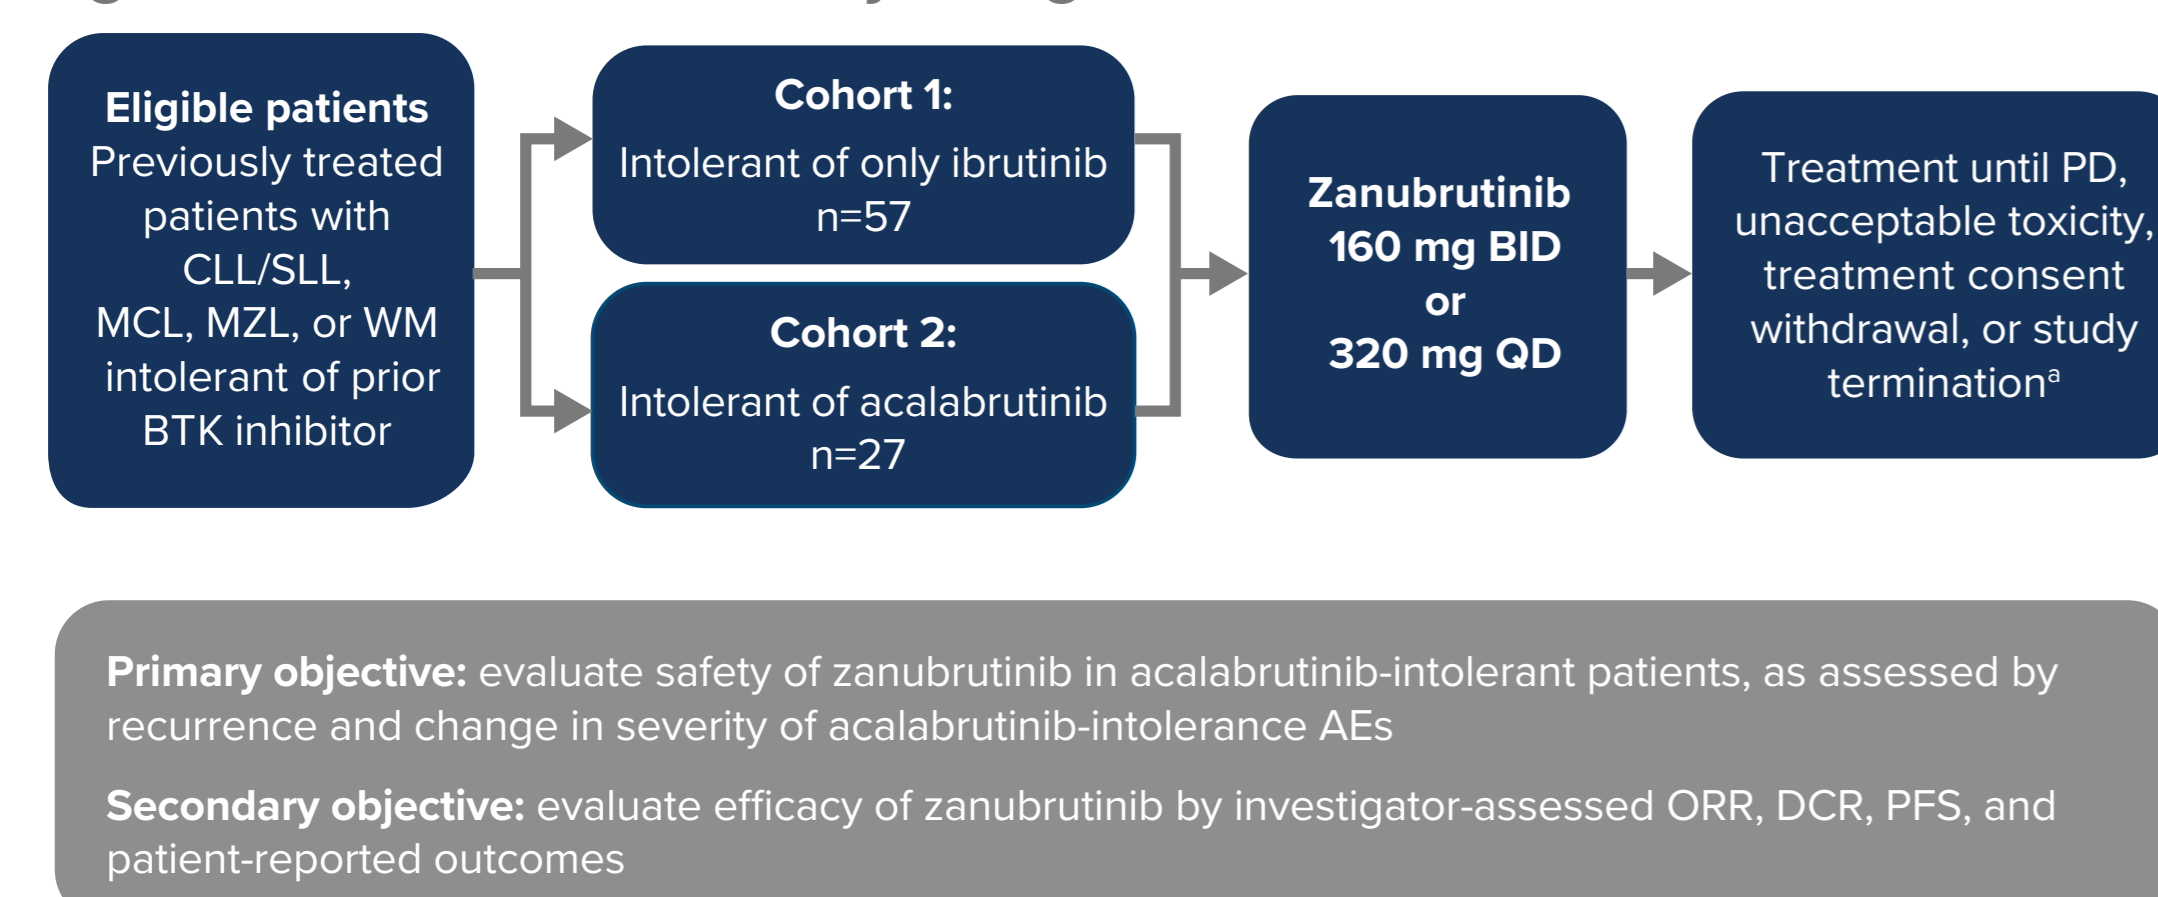 Eligible patients
Previously treated
patients with
CLL/SLL,
MCL, MZL, or WM
intolerant of prior
BTK inhibitor
Cohort 1:
Intolerant of only ibrutinib
n=57
Cohort 2:
Intolerant of acalabrutinib
n=27
Zanubrutinib
160 mg BID
or
320 mg QD
Treatment until PD,
unacceptable toxicity,
treatment consent
withdrawal, or study
terminationᵃ
Primary objective: evaluate safety of zanubrutinib in acalabrutinib-intolerant patients, as assessed by
recurrence and change in severity of acalabrutinib-intolerance AEs
Secondary objective: evaluate efficacy of zanubrutinib by investigator-assessed ORR, DCR, PFS, and
patient-reported outcomes